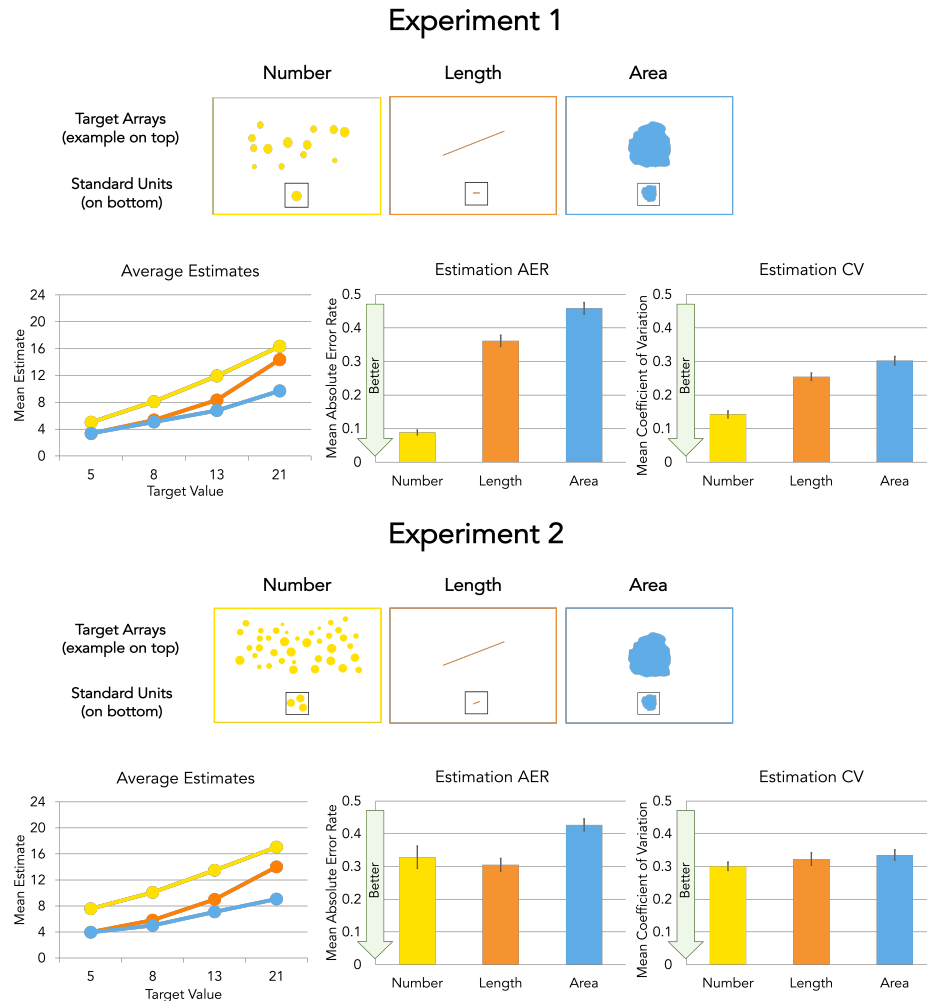 Experiment 1
Number
Length
Area
Target Arrays
(example on top)
Standard Units
(on bottom)
Average Estimates
Mean Estimate
24
20
16
12
8
4
0
5
8
13
21
Target Value
Estimation AER
Mean Absolute Error Rate
0.5
0.4
0.3
0.2
0.1
0
Better
Number
Length
Area
Estimation CV
Mean Coefficient of Variation
0.5
0.4
0.3
0.2
0.1
0
Better
Number
Length
Area
Experiment 2
Number
Length
Area
Target Arrays
(example on top)
Standard Units
(on bottom)
Average Estimates
Mean Estimate
24
20
16
12
8
4
0
5
8
13
21
Target Value
Estimation AER
Mean Absolute Error Rate
0.5
0.4
0.3
0.2
0.1
0
Better
Number
Length
Area
Estimation CV
Mean Coefficient of Variation
0.5
0.4
0.3
0.2
0.1
0
Better
Number
Length
Area